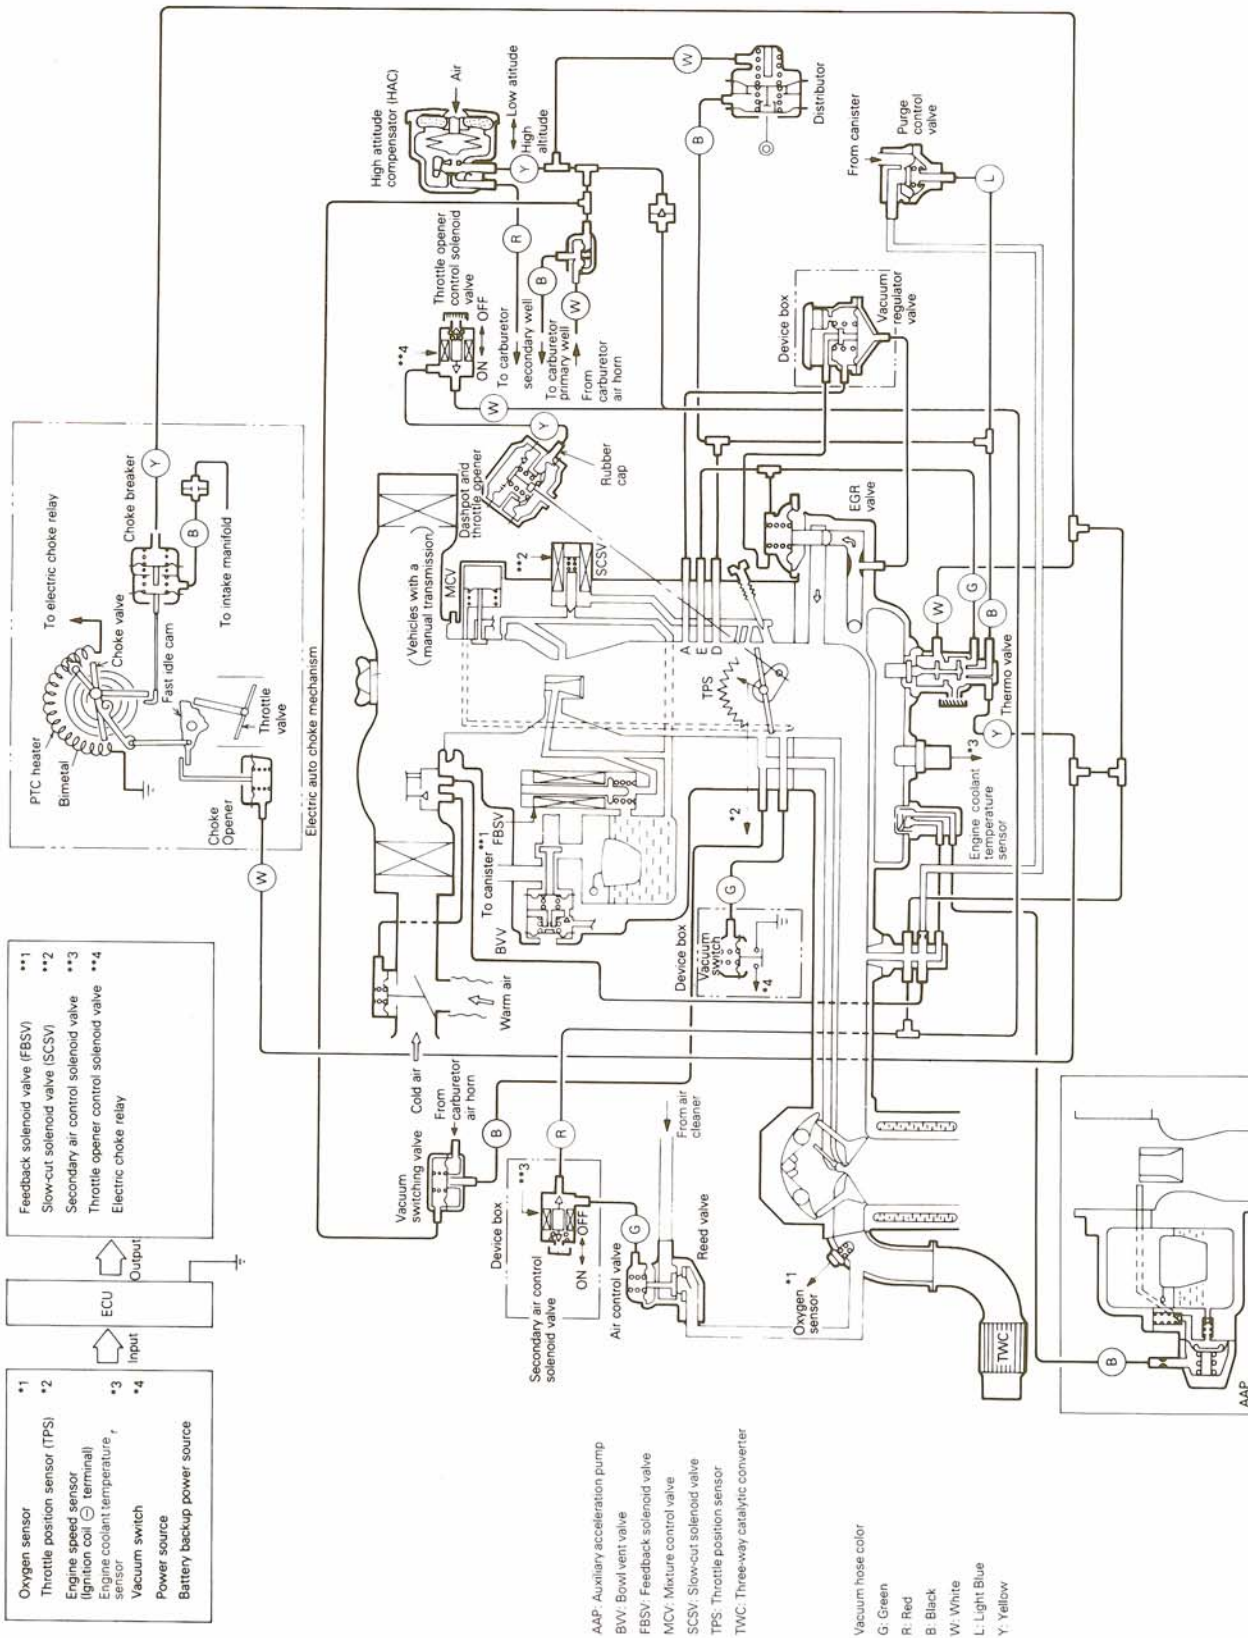 Oxygen sensor *1
Throttle position sensor (TPS) *2
Engine speed sensor
(Ignition coil ⊖ terminal)
Engine coolant temperature
sensor *3
Vacuum switch *4
Power source
Battery backup power source
Input
ECU
Output
Feedback solenoid valve (FBSV) **1
Slow-cut solenoid valve (SCSV) **2
Secondary air control solenoid valve **3
Throttle opener control solenoid valve **4
Electric choke relay
PTC heater
Bimetal
To electric choke relay
Choke valve
Fast idle cam
Choke breaker
Y
B
To intake manifold
Throttle
valve
Choke
Opener
W
Electric auto choke mechanism
High attitude
compensator (HAC)
Air
Low atitude
High
altitude
Y
R
B
W
To carburetor
secondary well
To carburetor
primary well
From
carburetor
air horn
Throttle opener
control solenoid
valve
**4
ON
OFF
W
Y
W
B
Distributor
From canister
Purge
control
valve
L
Device box
Vacuum
regulator
valve
Dashpot and
throttle opener
Rubber
cap
(Vehicles with a
manual transmission)
MCV
**2
SCSV
A
E
D
TPS
*2
EGR
valve
W
G
B
Thermo valve
Y
*3
Engine coolant
temperature
sensor
Cold air
Warm air
To canister
BVV
**1
FBSV
Device box
Vacuum
switch
G
*4
Vacuum
switching valve
From
carburetor
air horn
B
Device box
**3
R
ON
OFF
Secondary air control
solenoid valve
G
Air control valve
From air
cleaner
Reed valve
Oxygen
sensor
*1
TWC
B
AAP
AAP: Auxiliary acceleration pump
BVV: Bowl vent valve
FBSV: Feedback solenoid valve
MCV: Mixture control valve
SCSV: Slow-cut solenoid valve
TPS: Throttle position sensor
TWC: Three-way catalytic converter
Vacuum hose color
G: Green
R: Red
B: Black
W: White
L: Light Blue
Y: Yellow